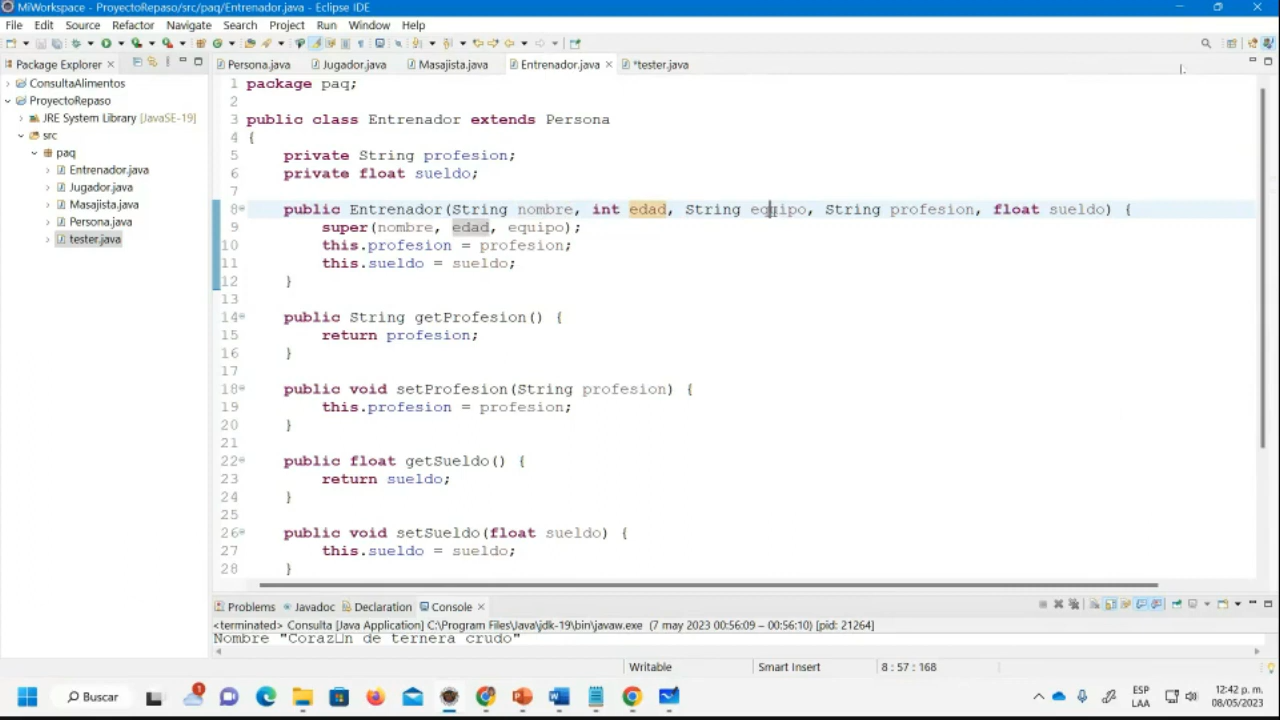 MiWorkspace - ProyectoRepaso/src/paq/Entrenador.java - Eclipse IDE
File Edit Source Refactor Navigate Search Project Run Window Help
Package Explorer
Persona.java Jugador.java Masajista.java Entrenador.java *tester.java
ConsultaAlimentos
ProyectoRepaso
JRE System Library [JavaSE-19]
src
paq
Entrenador.java
Jugador.java
Masajista.java
Persona.java
tester.java
1 package paq;
2
3 public class Entrenador extends Persona
4 {
5 private String profesion;
6 private float sueldo;
7
8 public Entrenador(String nombre, int edad, String equipo, String profesion, float sueldo) {
9 super(nombre, edad, equipo);
10 this.profesion = profesion;
11 this.sueldo = sueldo;
12 }
13
14 public String getProfesion() {
15 return profesion;
16 }
17
18 public void setProfesion(String profesion) {
19 this.profesion = profesion;
20 }
21
22 public float getSueldo() {
23 return sueldo;
24 }
25
26 public void setSueldo(float sueldo) {
27 this.sueldo = sueldo;
28 }
Problems Javadoc Declaration Console
<terminated> Consulta [Java Application] C:\Program Files\Java\jdk-19\bin\javaw.exe (7 may 2023 00:56:09 – 00:56:10) [pid: 21264]
Nombre "Coraz□n de ternera crudo"
Writable Smart Insert 8 : 57 : 168
Buscar
1
ESP
LAA
12:42 p. m.
08/05/2023